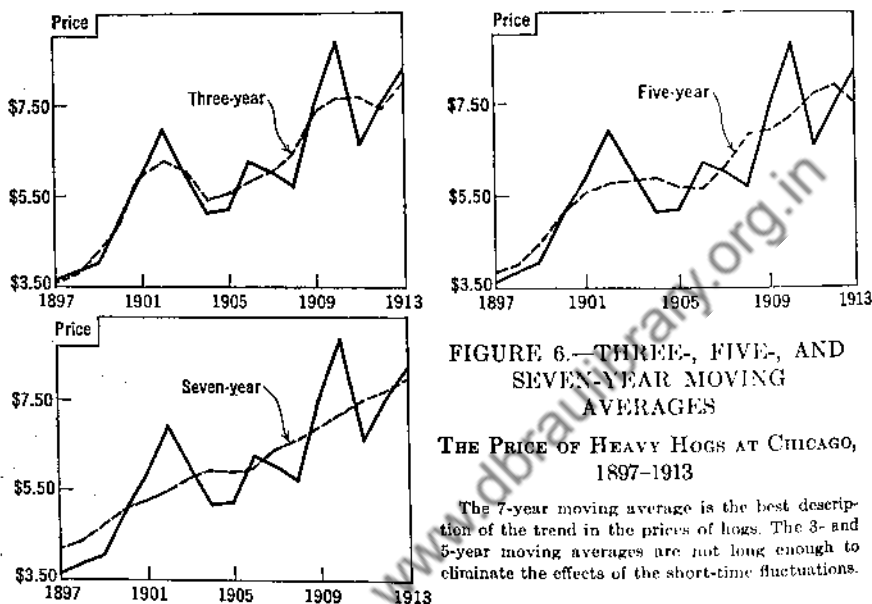 Price
Three-year
$7.50
$5.50
$3.50
1897 1901 1905 1909 1913
Price
Five-year
$7.50
$5.50
$3.50
1897 1901 1905 1909 1913
Price
Seven-year
$7.50
$5.50
$3.50
1897 1901 1905 1909 1913
FIGURE 6.—THREE-, FIVE-, AND
SEVEN-YEAR MOVING
AVERAGES
THE PRICE OF HEAVY HOGS AT CHICAGO,
1897–1913
The 7-year moving average is the best descrip-
tion of the trend in the prices of hogs. The 3- and
5-year moving averages are not long enough to
eliminate the effects of the short-time fluctuations.
www.dbraulibrary.org.in